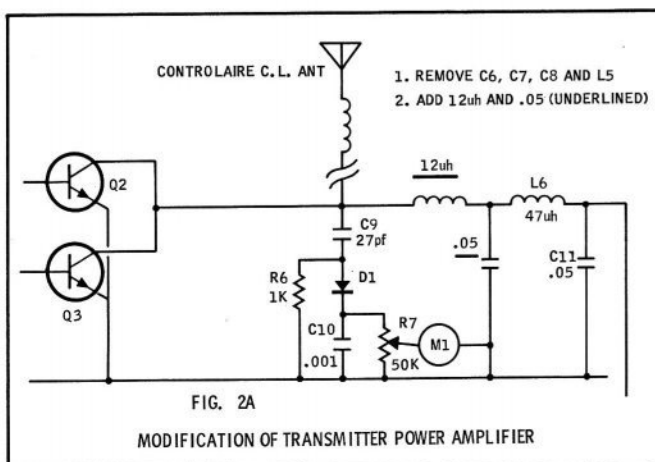 CONTROLAIRE C.L. ANT
1. REMOVE C6, C7, C8 AND L5
2. ADD 12uh AND .05 (UNDERLINED)
Q2
12uh
L6
47uh
C9
27pf
.05
C11
.05
R6
1K
D1
Q3
C10
.001
R7
50K
M1
FIG. 2A
MODIFICATION OF TRANSMITTER POWER AMPLIFIER